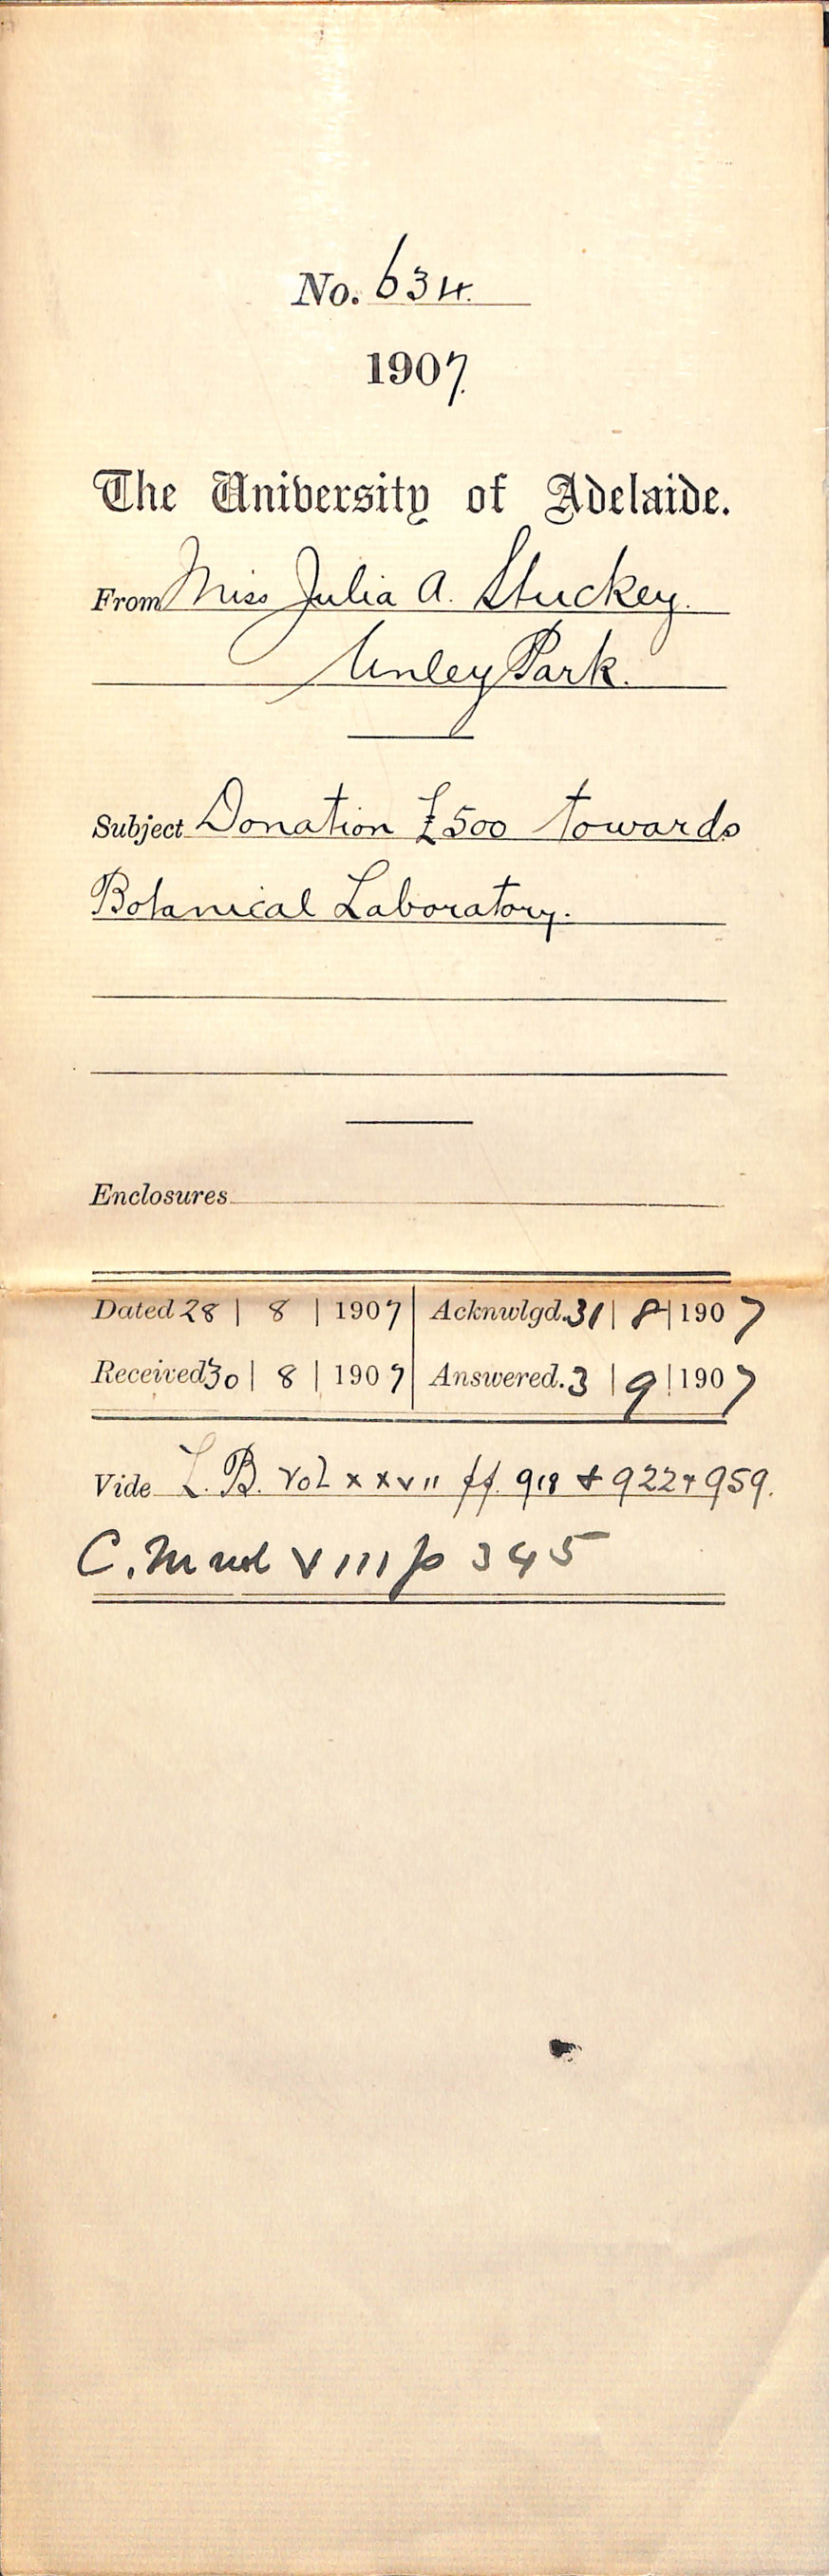 No. 634.
1907.
The University of Adelaide.
From Miss Julia A. Stuckey.
Unley Park.
Subject Donation £500 towards
Botanical Laboratory.
Enclosures
Dated 28 | 8 | 1907 Acknwlgd. 31 | 8 | 1907
Received 30 | 8 | 1907 Answered. 3 | 9 | 1907
Vide L. B. Vol xxvii ff. 918 + 922 + 959.
C. M vol VIII p 345